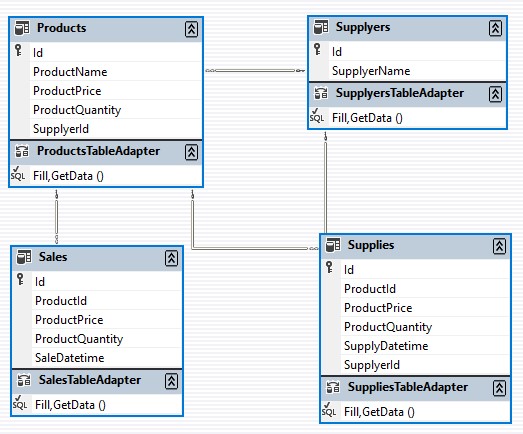 Products
Id
ProductName
ProductPrice
ProductQuantity
SupplyerId
ProductsTableAdapter
SQL Fill,GetData ()
Supplyers
Id
SupplyerName
SupplyersTableAdapter
SQL Fill,GetData ()
Sales
Id
ProductId
ProductPrice
ProductQuantity
SaleDatetime
SalesTableAdapter
SQL Fill,GetData ()
Supplies
Id
ProductId
ProductPrice
ProductQuantity
SupplyDatetime
SupplyerId
SuppliesTableAdapter
SQL Fill,GetData ()